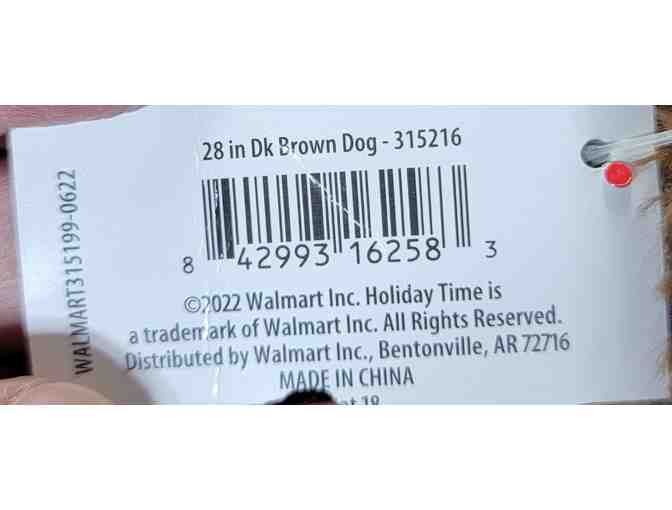 28 in Dk Brown Dog - 315216
8 42993 16258 3
©2022 Walmart Inc. Holiday Time is
a trademark of Walmart Inc. All Rights Reserved.
Distributed by Walmart Inc., Bentonville, AR 72716
MADE IN CHINA
18
WALMART315199-0622